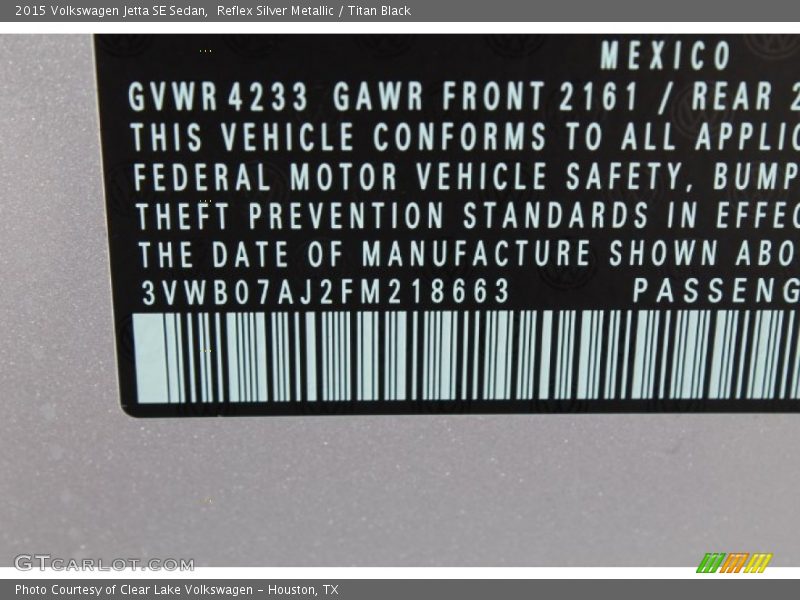 2015 Volkswagen Jetta SE Sedan,  Reflex Silver Metallic / Titan Black
MEXICO
GVWR 4233 GAWR FRONT 2161 / REAR 2
THIS VEHICLE CONFORMS TO ALL APPLIC
FEDERAL MOTOR VEHICLE SAFETY, BUMP
THEFT PREVENTION STANDARDS IN EFFEC
THE DATE OF MANUFACTURE SHOWN ABO
3VWB07AJ2FM218663 PASSENG
GTCARLOT.COM
Photo Courtesy of Clear Lake Volkswagen – Houston, TX